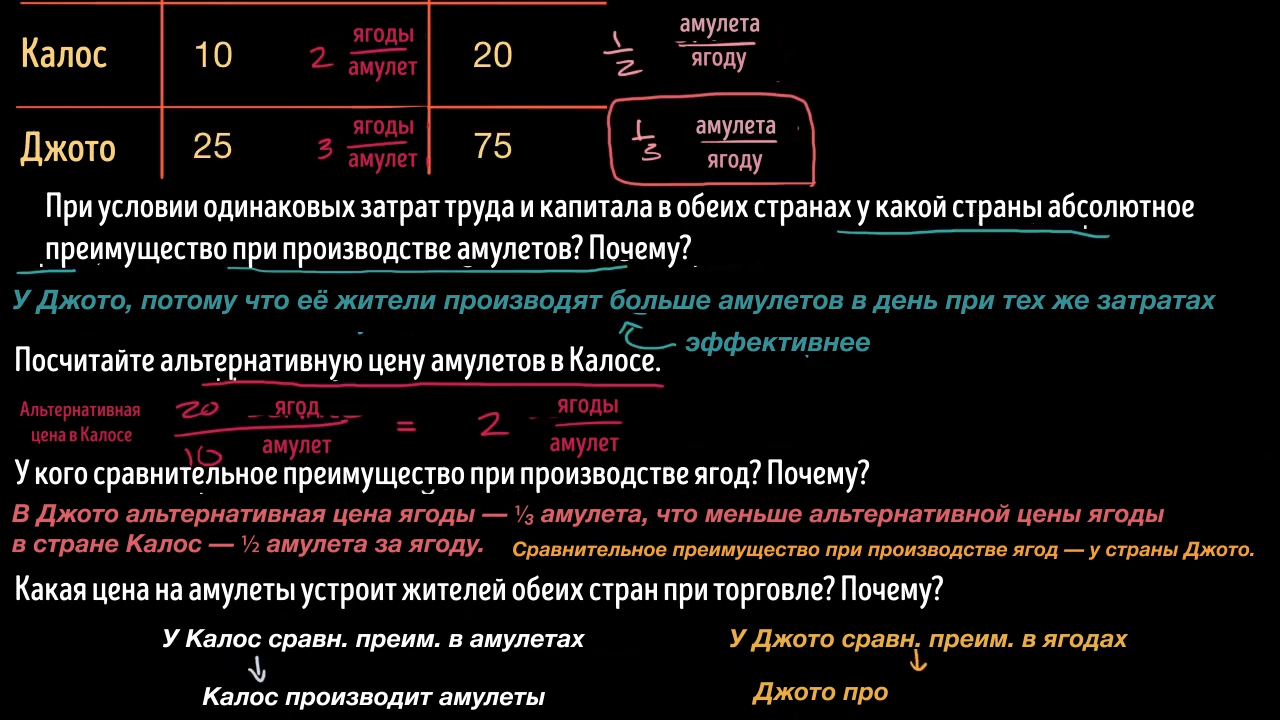 Калос 10 2 ягоды/амулет 20 1/2 амулета/ягоду
Джото 25 3 ягоды/амулет 75 1/3 амулета/ягоду
При условии одинаковых затрат труда и капитала в обеих странах у какой страны абсолютное
преимущество при производстве амулетов? Почему?
У Джото, потому что её жители производят больше амулетов в день при тех же затратах
эффективнее
Посчитайте альтернативную цену амулетов в Калосе.
Альтернативная
цена в Калосе
20 ягод/10 амулет = 2 ягоды/амулет
У кого сравнительное преимущество при производстве ягод? Почему?
В Джото альтернативная цена ягоды — ⅓ амулета, что меньше альтернативной цены ягоды
в стране Калос — ½ амулета за ягоду. Сравнительное преимущество при производстве ягод — у страны Джото.
Какая цена на амулеты устроит жителей обеих стран при торговле? Почему?
У Калос сравн. преим. в амулетах У Джото сравн. преим. в ягодах
Калос производит амулеты Джото про